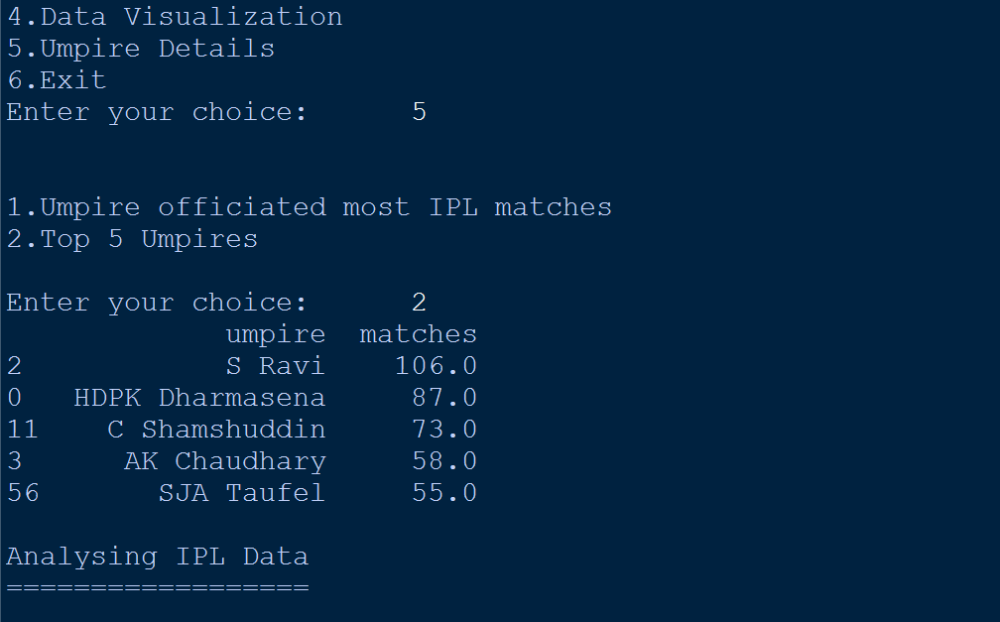 4.Data Visualization
5.Umpire Details
6.Exit
Enter your choice:      5
1.Umpire officiated most IPL matches
2.Top 5 Umpires
Enter your choice:      2
             umpire  matches
2            S Ravi    106.0
0   HDPK Dharmasena     87.0
11    C Shamshuddin     73.0
3      AK Chaudhary     58.0
56       SJA Taufel     55.0
Analysing IPL Data
==================